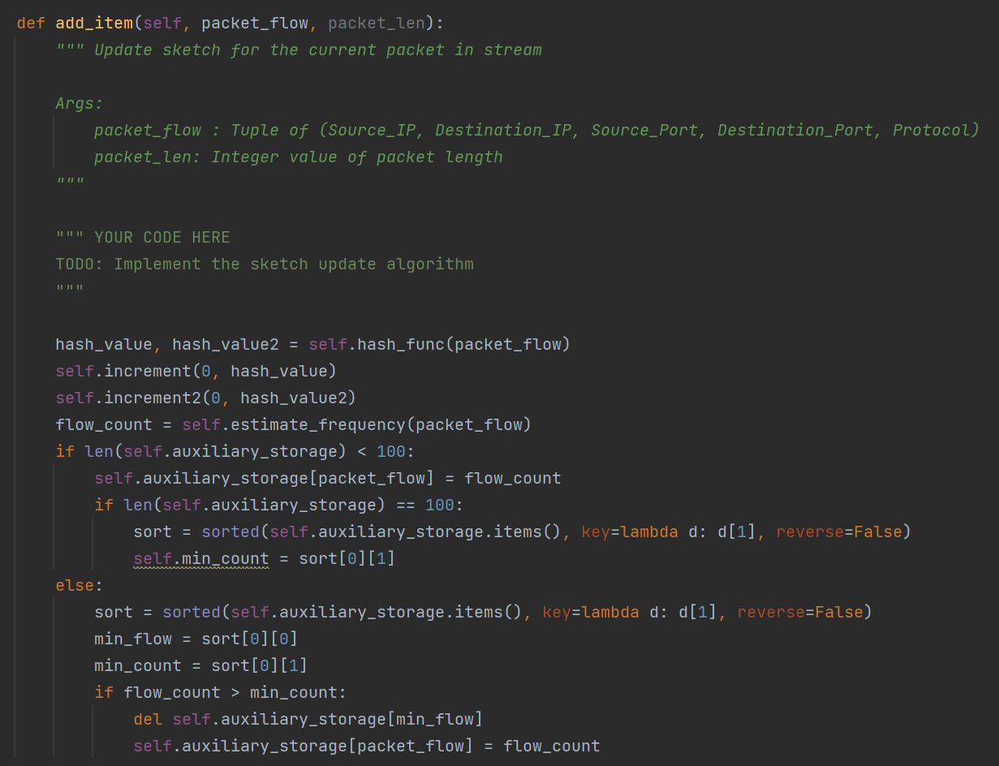 def add_item(self, packet_flow, packet_len):
    """ Update sketch for the current packet in stream

    Args:
        packet_flow : Tuple of (Source_IP, Destination_IP, Source_Port, Destination_Port, Protocol)
        packet_len: Integer value of packet length
    """

    """ YOUR CODE HERE
    TODO: Implement the sketch update algorithm
    """

    hash_value, hash_value2 = self.hash_func(packet_flow)
    self.increment(0, hash_value)
    self.increment2(0, hash_value2)
    flow_count = self.estimate_frequency(packet_flow)
    if len(self.auxiliary_storage) < 100:
        self.auxiliary_storage[packet_flow] = flow_count
        if len(self.auxiliary_storage) == 100:
            sort = sorted(self.auxiliary_storage.items(), key=lambda d: d[1], reverse=False)
            self.min_count = sort[0][1]
    else:
        sort = sorted(self.auxiliary_storage.items(), key=lambda d: d[1], reverse=False)
        min_flow = sort[0][0]
        min_count = sort[0][1]
        if flow_count > min_count:
            del self.auxiliary_storage[min_flow]
            self.auxiliary_storage[packet_flow] = flow_count